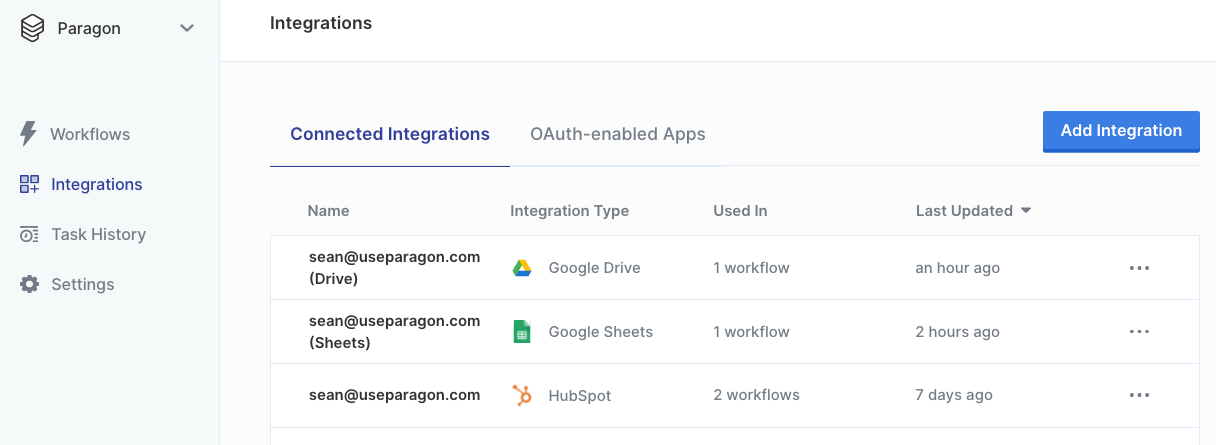 Paragon
Integrations
Workflows
Integrations
Task History
Settings
Connected Integrations OAuth-enabled Apps Add Integration
Name Integration Type Used In Last Updated
sean@useparagon.com
(Drive) Google Drive 1 workflow an hour ago
sean@useparagon.com
(Sheets) Google Sheets 1 workflow 2 hours ago
sean@useparagon.com HubSpot 2 workflows 7 days ago